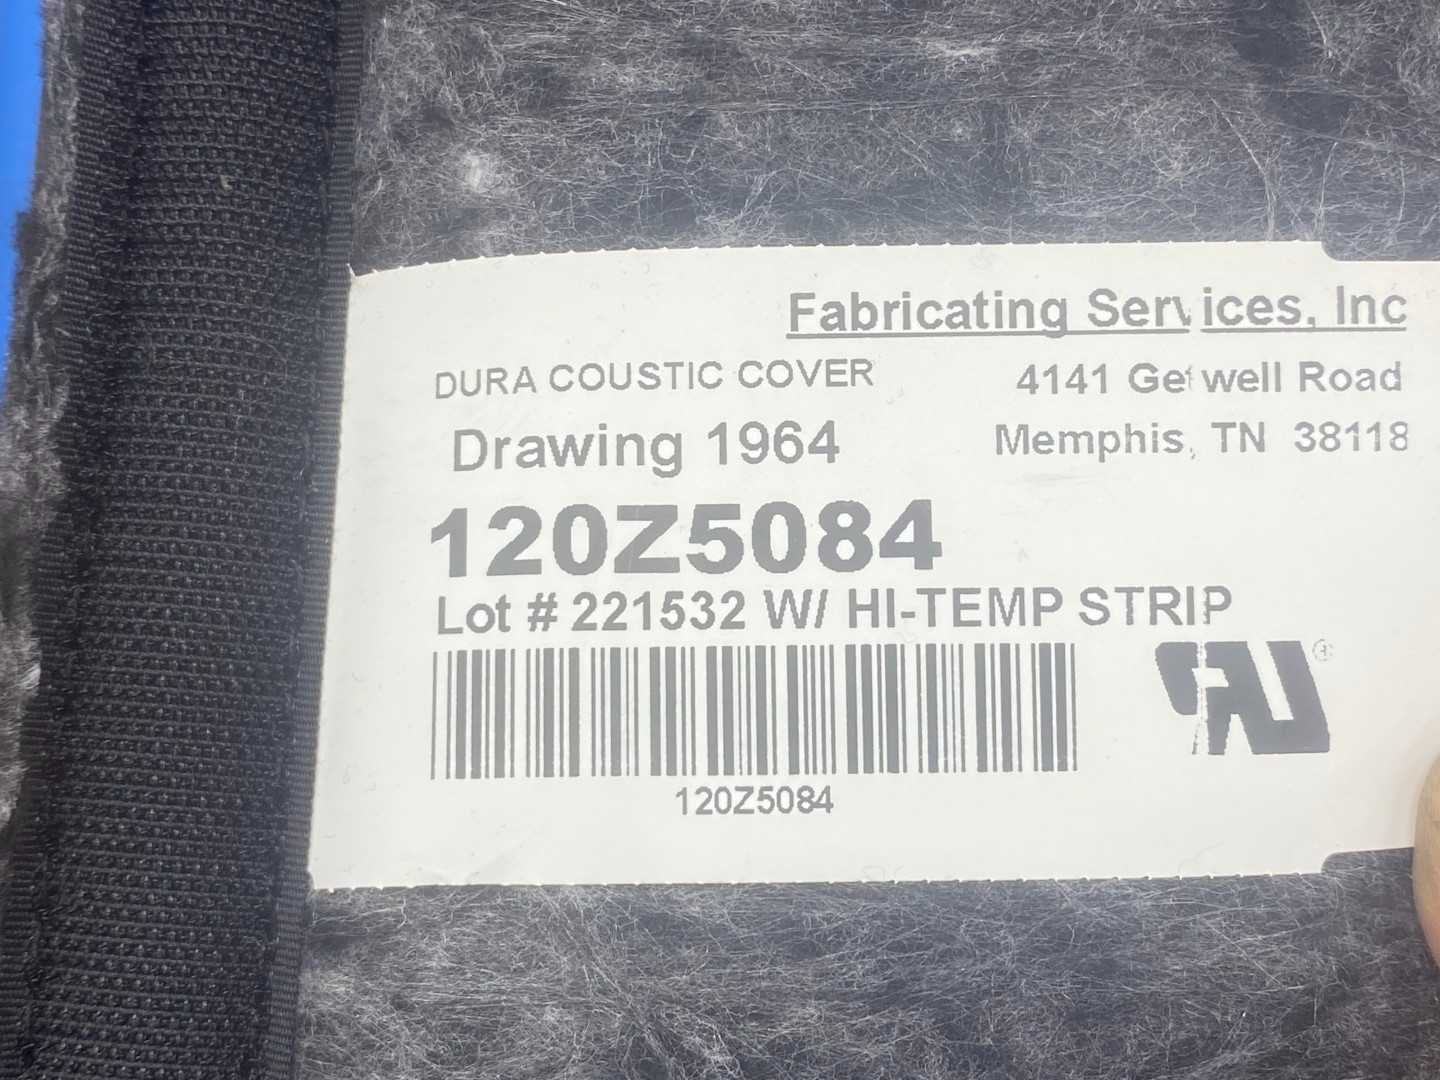 Fabricating Services, Inc
DURA COUSTIC COVER
4141 Getwell Road
Drawing 1964
Memphis, TN 38118
120Z5084
Lot # 221532 W/ HI-TEMP STRIP
RU®
120Z5084